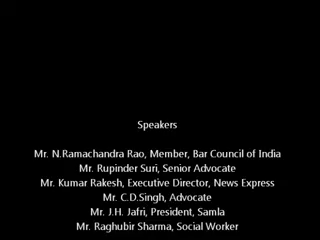 Speakers
Mr. N.Ramachandra Rao, Member, Bar Council of India
Mr. Rupinder Suri, Senior Advocate
Mr. Kumar Rakesh, Executive Director, News Express
Mr. C.D.Singh, Advocate
Mr. J.H. Jafri, President, Samla
Mr. Raghubir Sharma, Social Worker